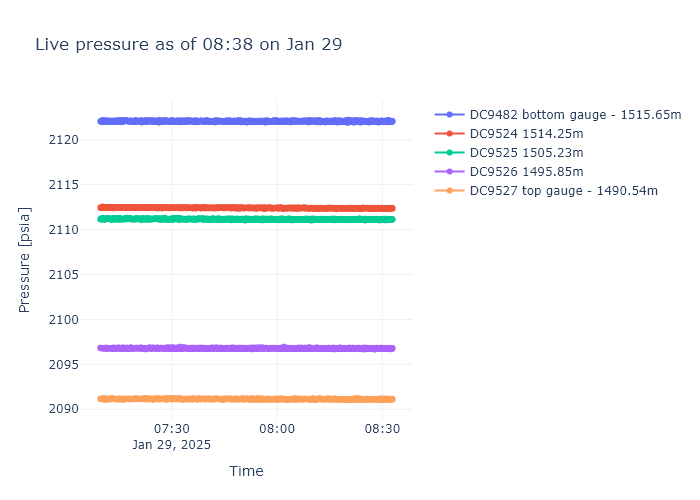 Live pressure as of 08:38 on Jan 29
DC9482 bottom gauge - 1515.65m
DC9524 1514.25m
DC9525 1505.23m
DC9526 1495.85m
DC9527 top gauge - 1490.54m
Pressure [psia]
2120
2115
2110
2105
2100
2095
2090
07:30
08:00
08:30
Jan 29, 2025
Time